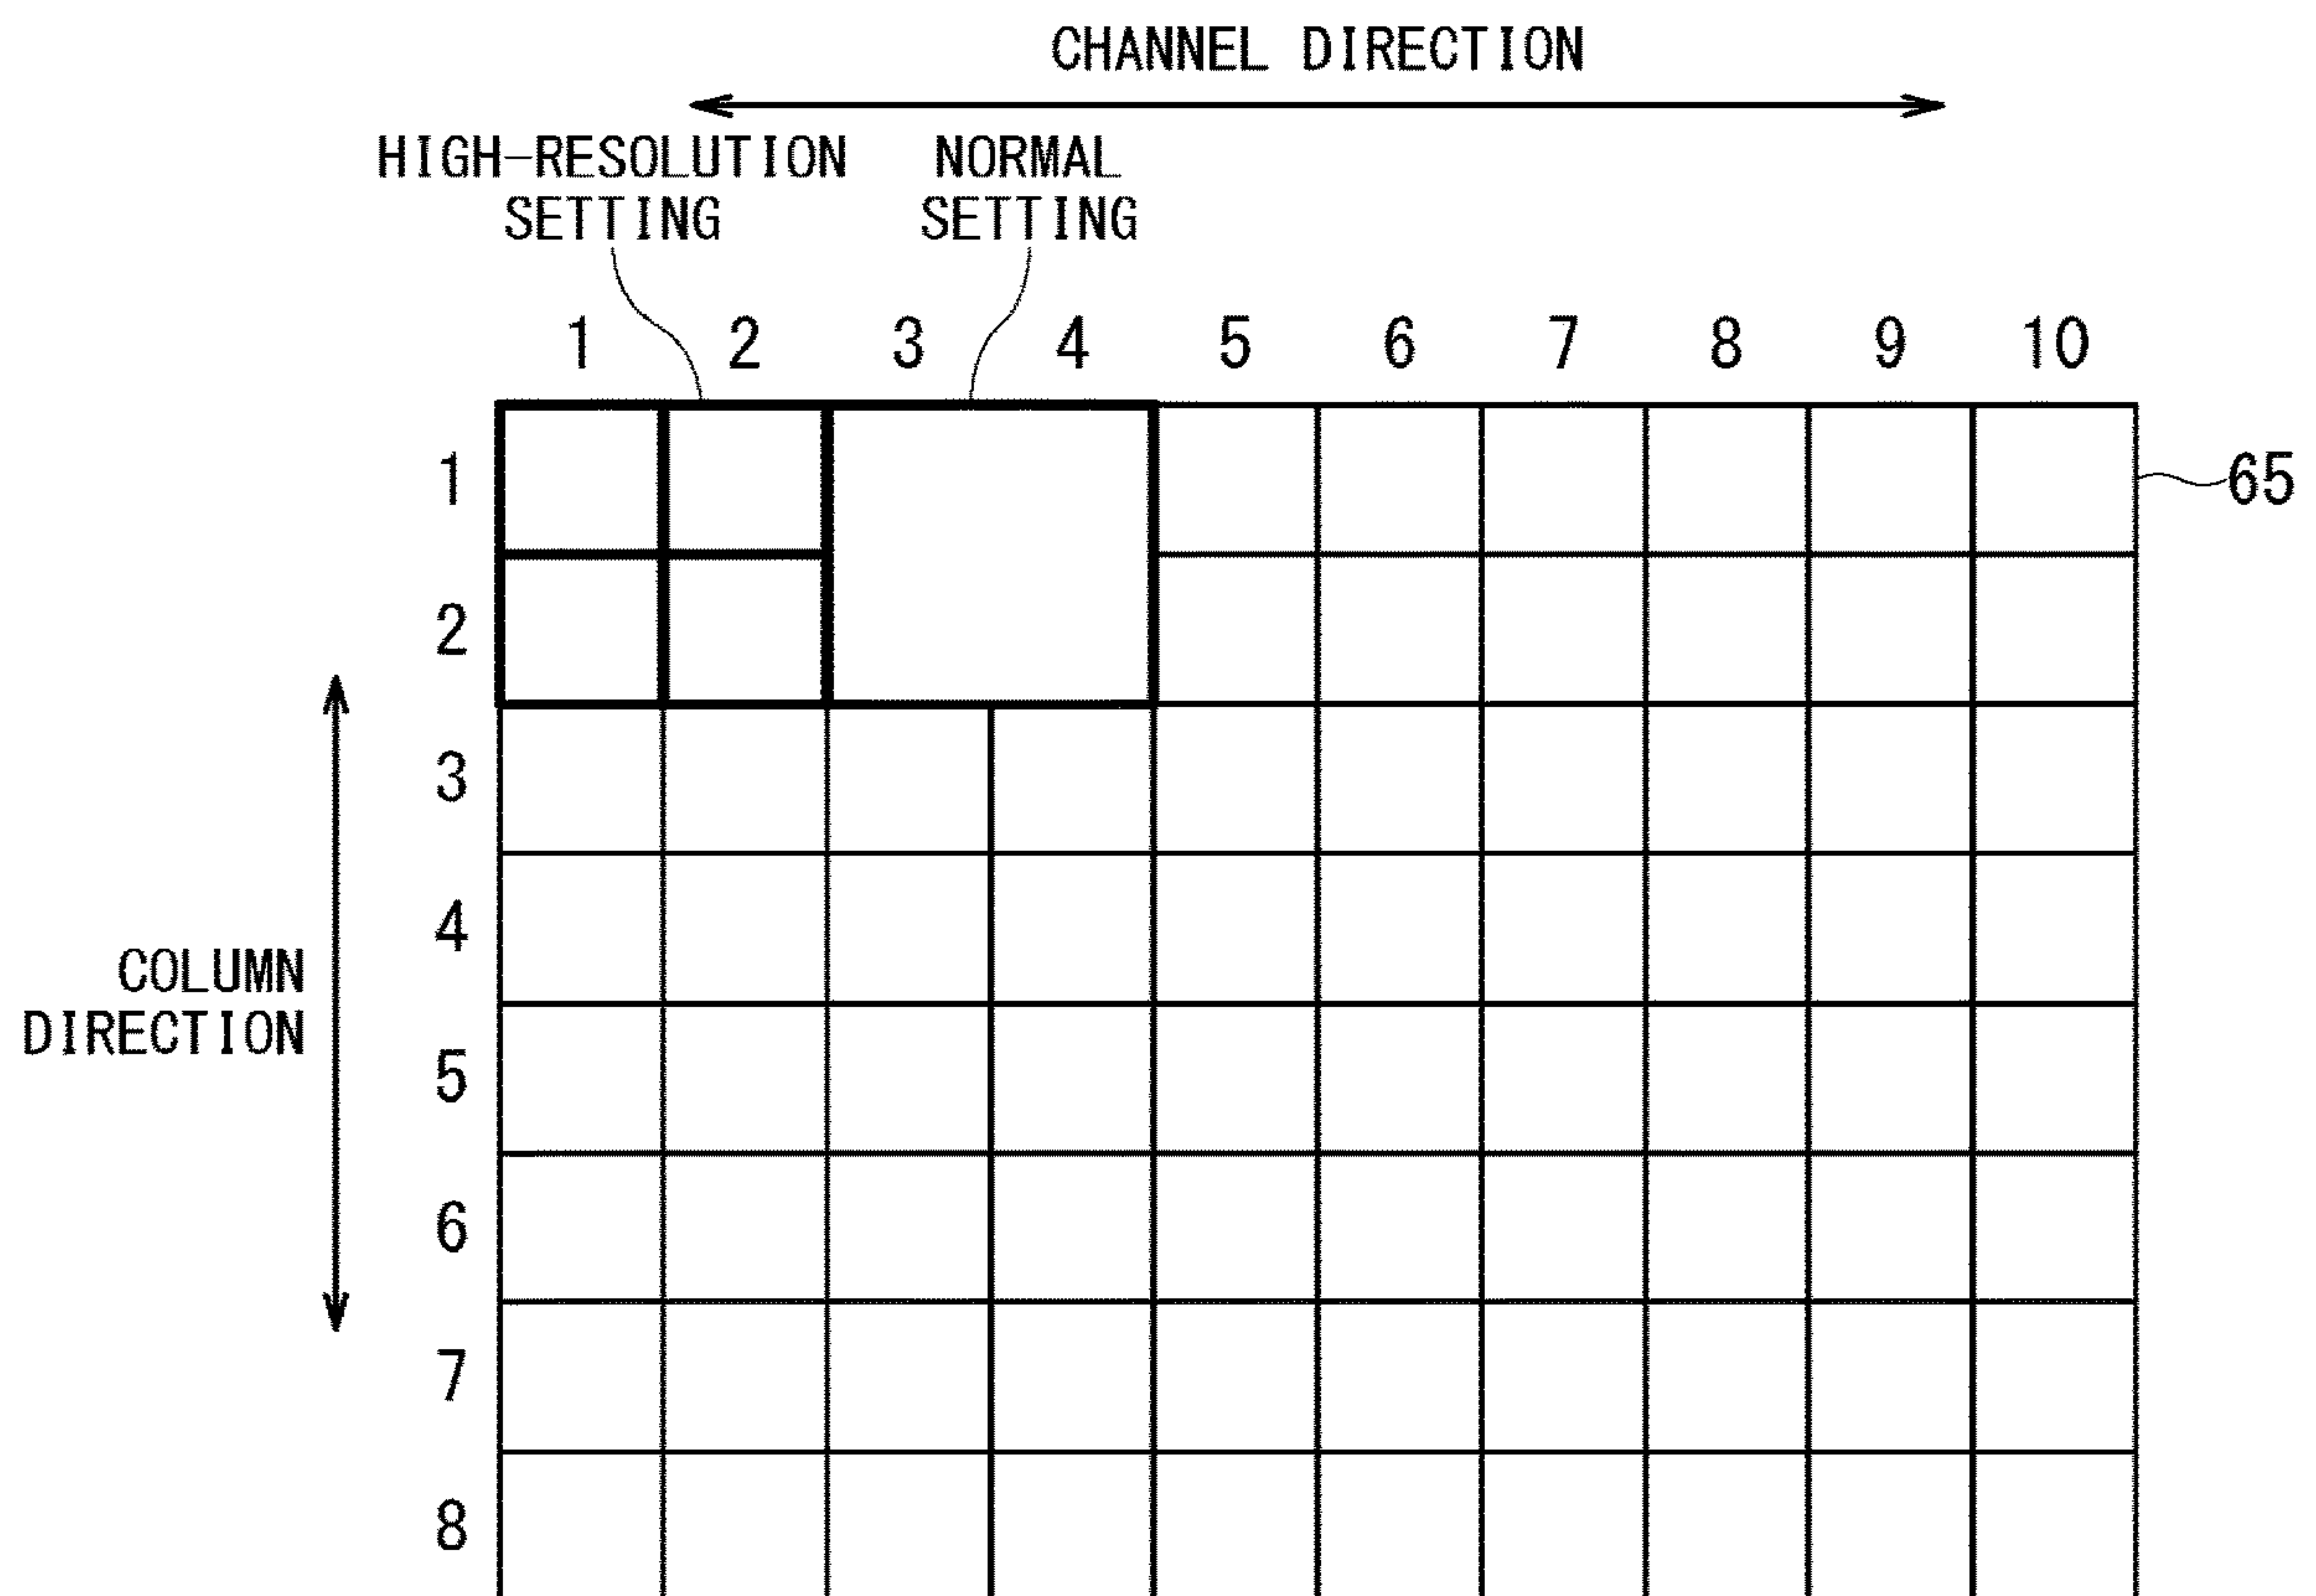 CHANNEL DIRECTION
HIGH-RESOLUTION
SETTING
NORMAL
SETTING
1 2 3 4 5 6 7 8 9 10
1
65
2
3
4
COLUMN
DIRECTION
5
6
7
8